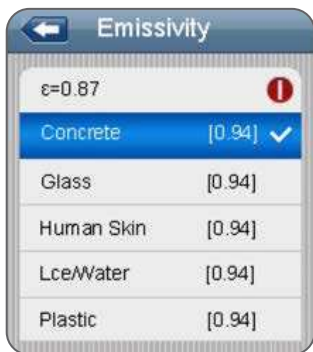 Emissivity
ε=0.87
Concrete [0.94]
Glass [0.94]
Human Skin [0.94]
Lce/Water [0.94]
Plastic [0.94]